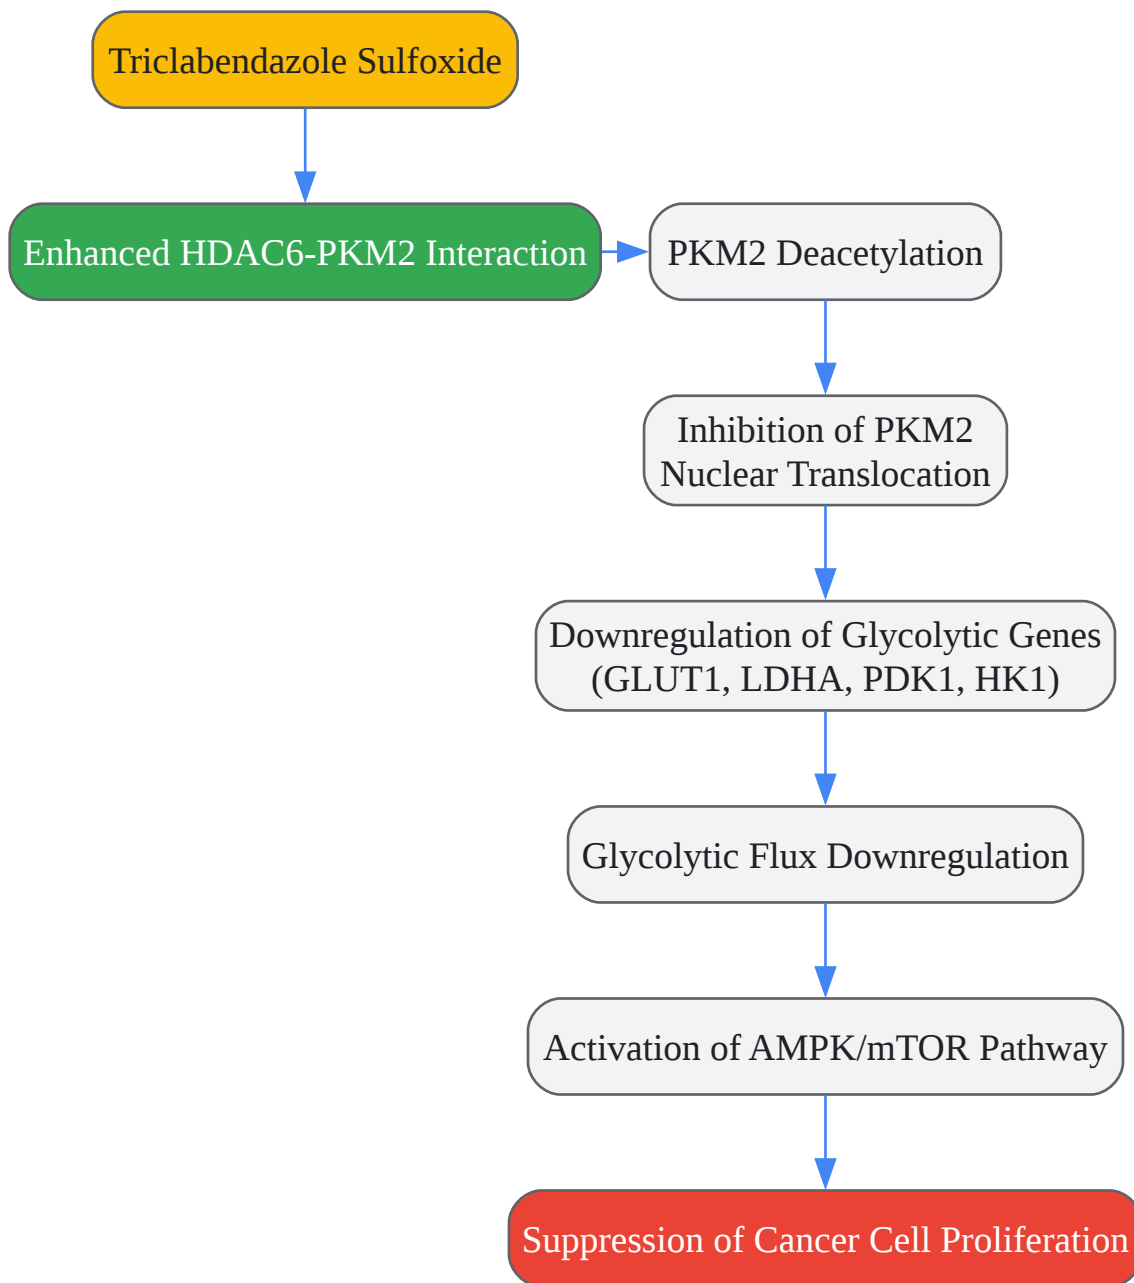 Triclabendazole Sulfoxide
Enhanced HDAC6-PKM2 Interaction
PKM2 Deacetylation
Inhibition of PKM2
Nuclear Translocation
Downregulation of Glycolytic Genes
(GLUT1, LDHA, PDK1, HK1)
Glycolytic Flux Downregulation
Activation of AMPK/mTOR Pathway
Suppression of Cancer Cell Proliferation